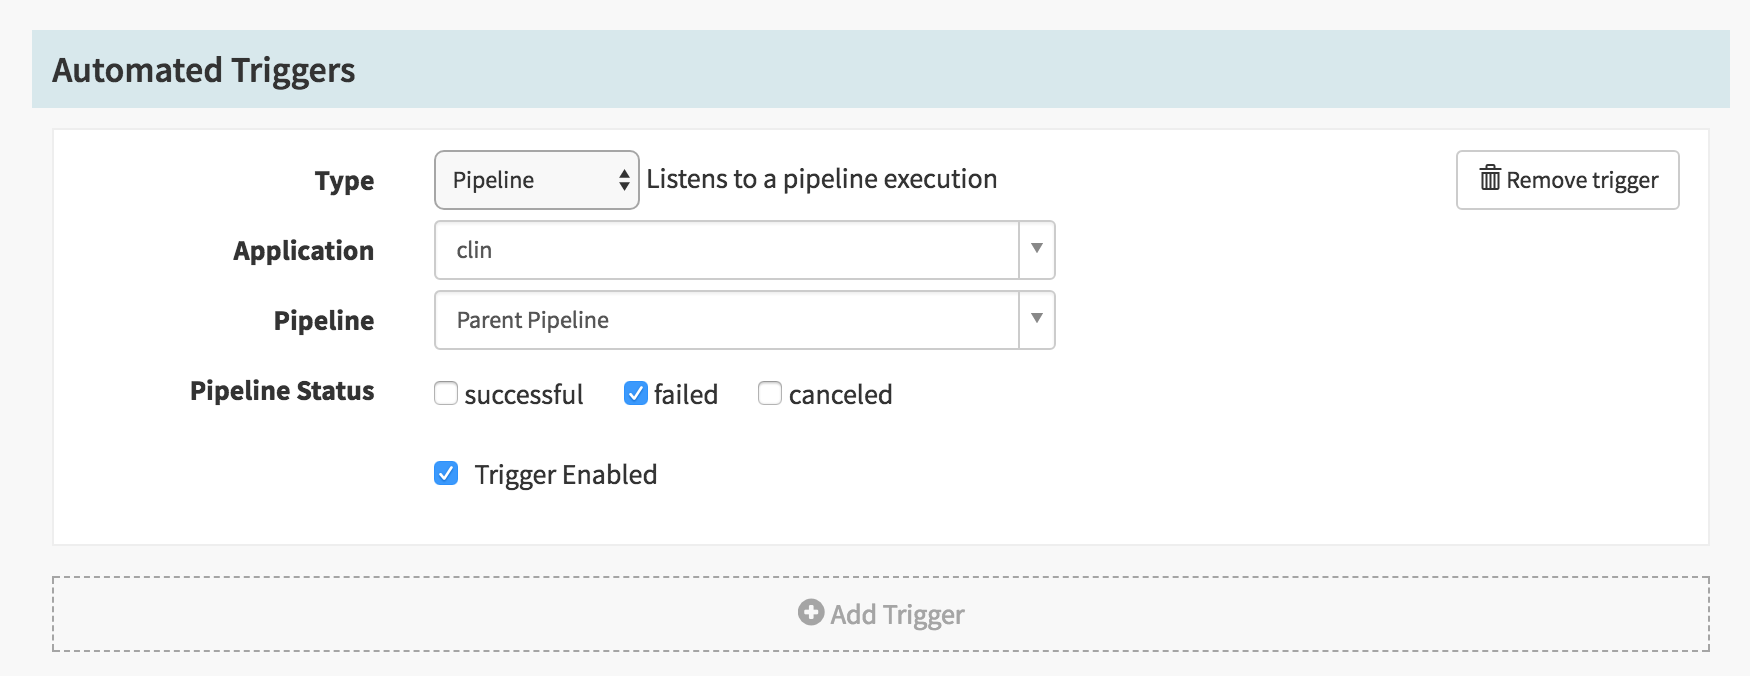 Automated Triggers
Type Pipeline Listens to a pipeline execution Remove trigger
Application clin
Pipeline Parent Pipeline
Pipeline Status successful failed canceled
Trigger Enabled
Add Trigger